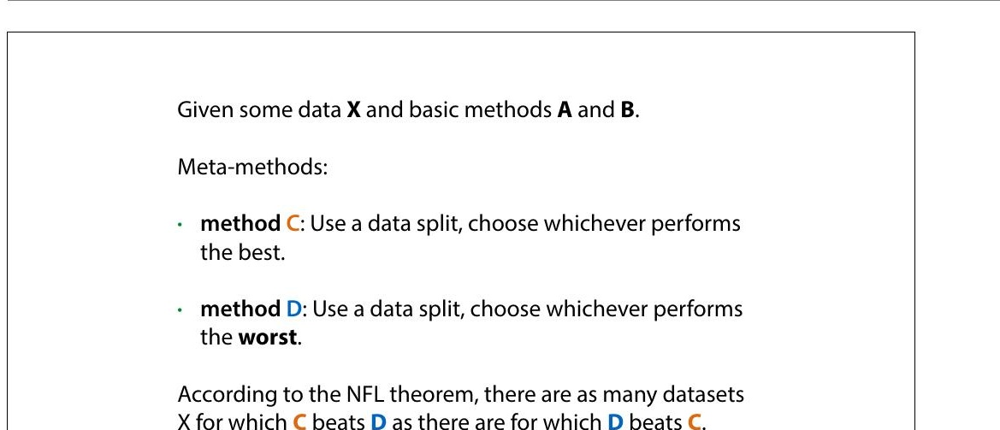 Given some data X and basic methods A and B.
Meta-methods:
• method C: Use a data split, choose whichever performs
the best.
• method D: Use a data split, choose whichever performs
the worst.
According to the NFL theorem, there are as many datasets
X for which C beats D as there are for which D beats C.